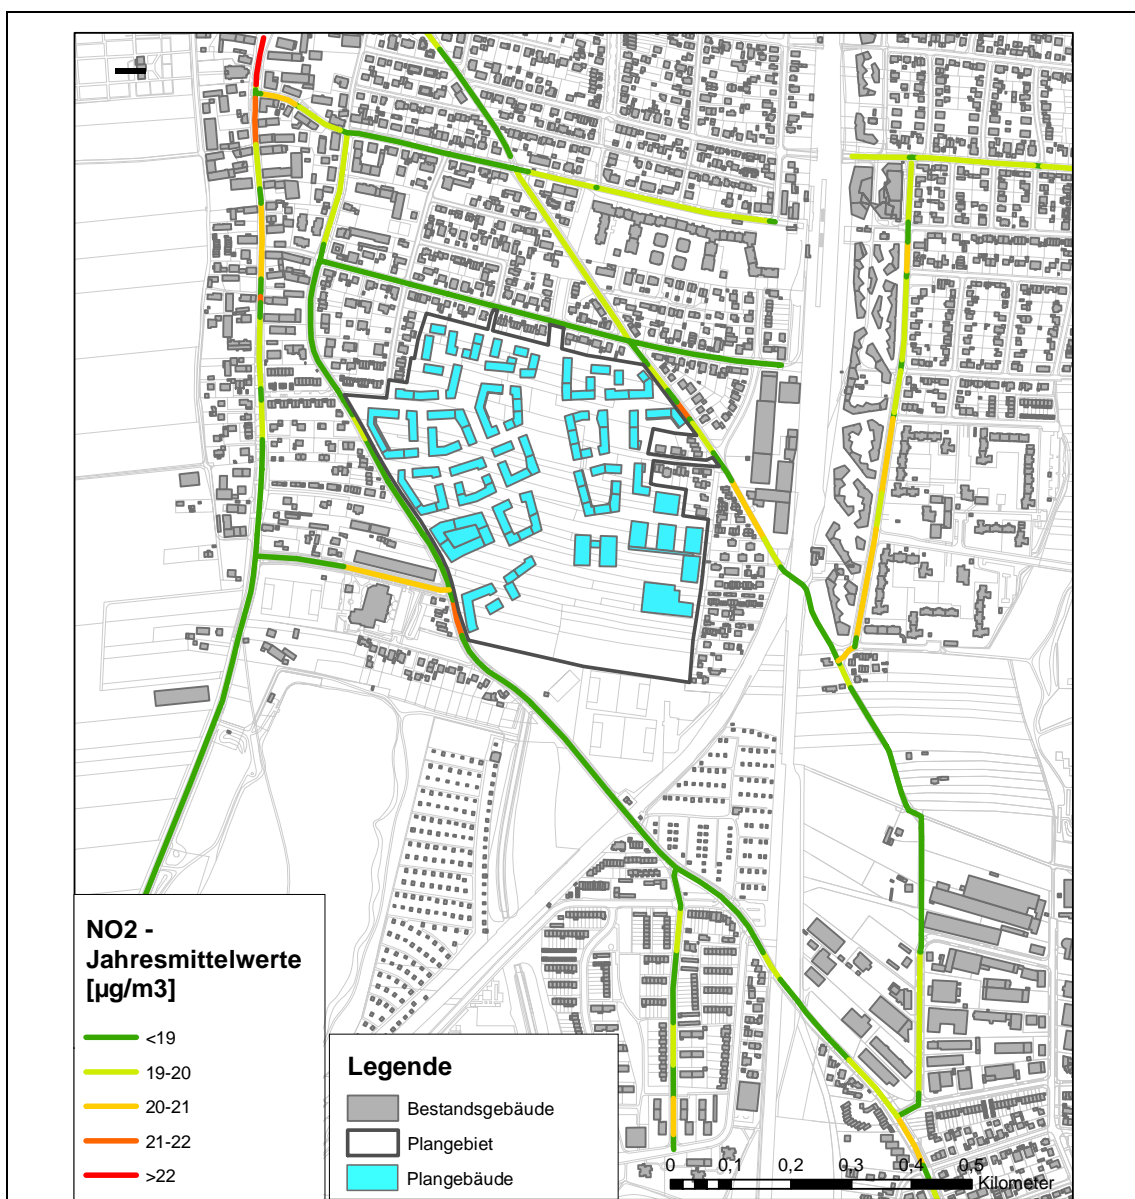 NO2 -
Jahresmittelwerte
[µg/m3]
<19
19-20
20-21
21-22
>22
Legende
Bestandsgebäude
Plangebiet
Plangebäude
0 0,1 0,2 0,3 0,4 0,5
Kilometer